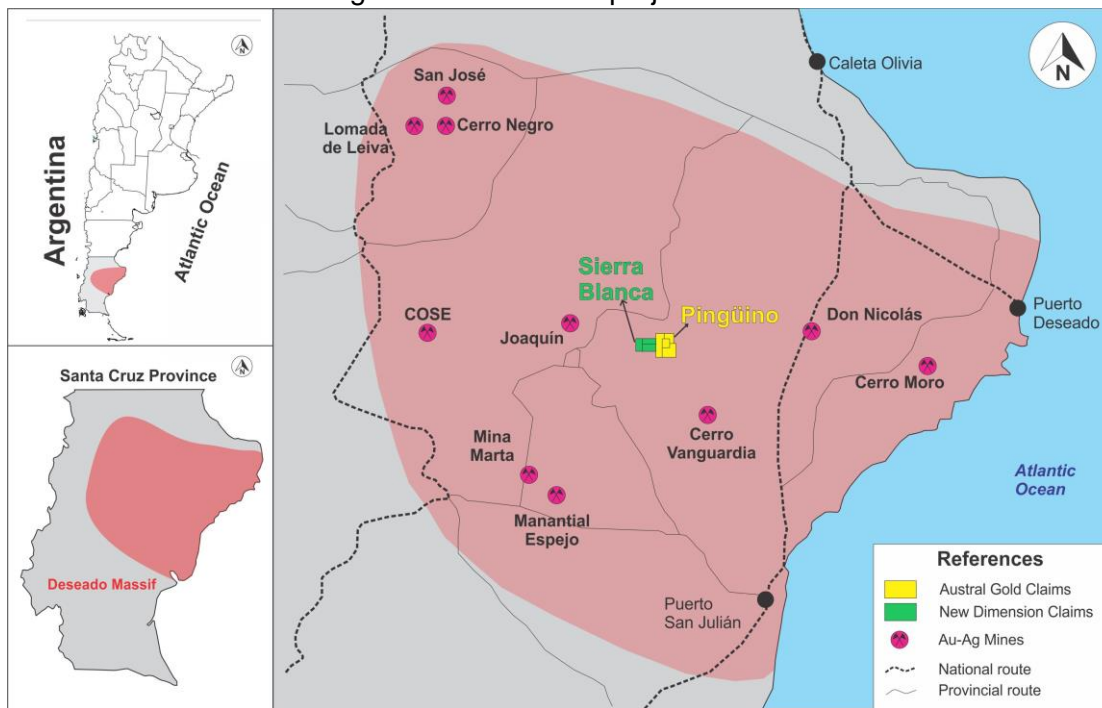 N
Argentina
Atlantic Ocean
Santa Cruz Province
N
Deseado Massif
N
Caleta Olivia
San José
Lomada
de Leiva
Cerro Negro
Sierra
Blanca
Pingüino
COSE
Joaquín
Don Nicolás
Puerto
Deseado
Cerro Moro
Cerro
Vanguardia
Mina
Marta
Manantial
Espejo
Atlantic
Ocean
Puerto
San Julián
References
Austral Gold Claims
New Dimension Claims
Au-Ag Mines
National route
Provincial route